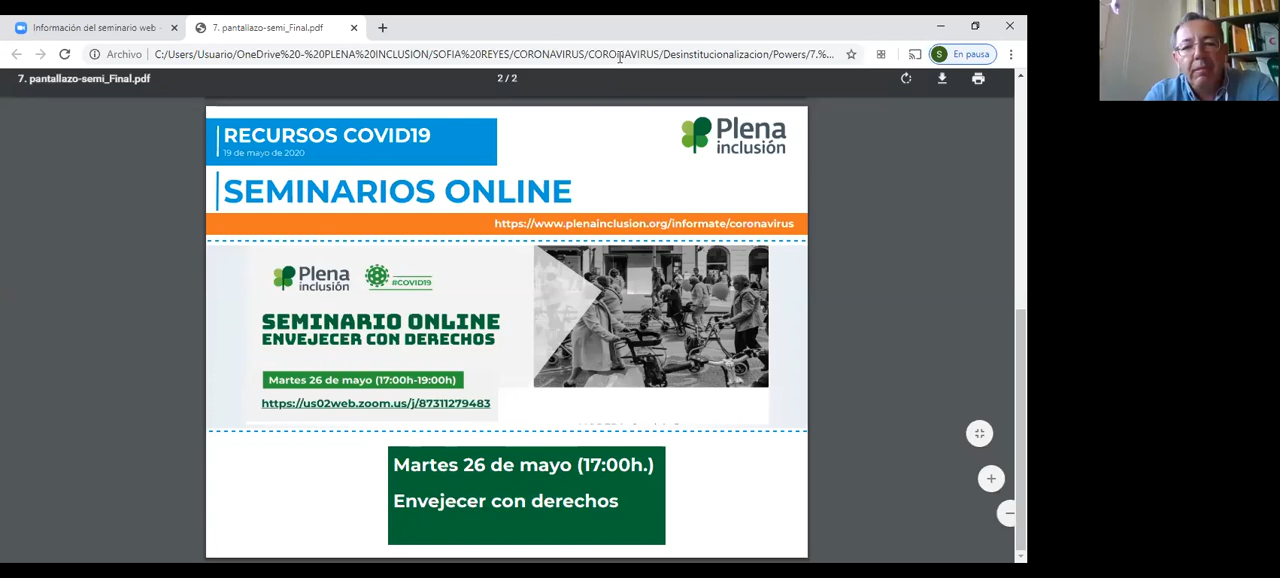 Información del seminario web -
7. pantallazo-semi_Final.pdf
Archivo
C:/Users/Usuario/OneDrive%20-%20PLENA%20INCLUSION/SOFIA%20REYES/CORONAVIRUS/CORONAVIRUS/Desinstitucionalizacion/Powers/7.%...
S En pausa
7. pantallazo-semi_Final.pdf
2 / 2
RECURSOS COVID19
19 de mayo de 2020
Plena
inclusión
SEMINARIOS ONLINE
https://www.plenainclusion.org/informate/coronavirus
Plena
inclusión
#COVID19
SEMINARIO ONLINE
ENVEJECER CON DERECHOS
Martes 26 de mayo (17:00h-19:00h)
https://us02web.zoom.us/j/87311279483
Martes 26 de mayo (17:00h.)
Envejecer con derechos